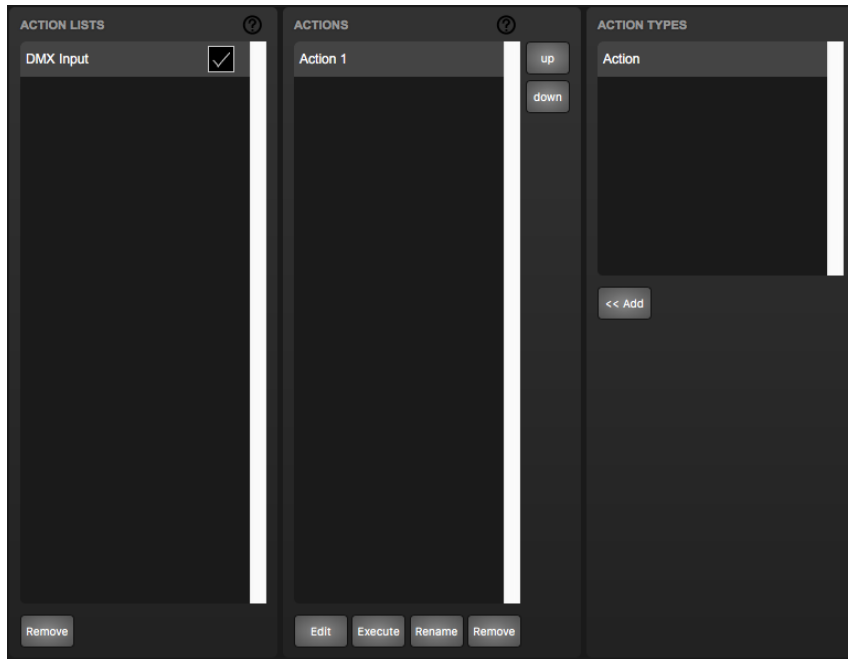 ACTION LISTS
?
DMX Input
Remove
ACTIONS
?
Action 1
up
down
Edit
Execute
Rename
Remove
ACTION TYPES
Action
<< Add